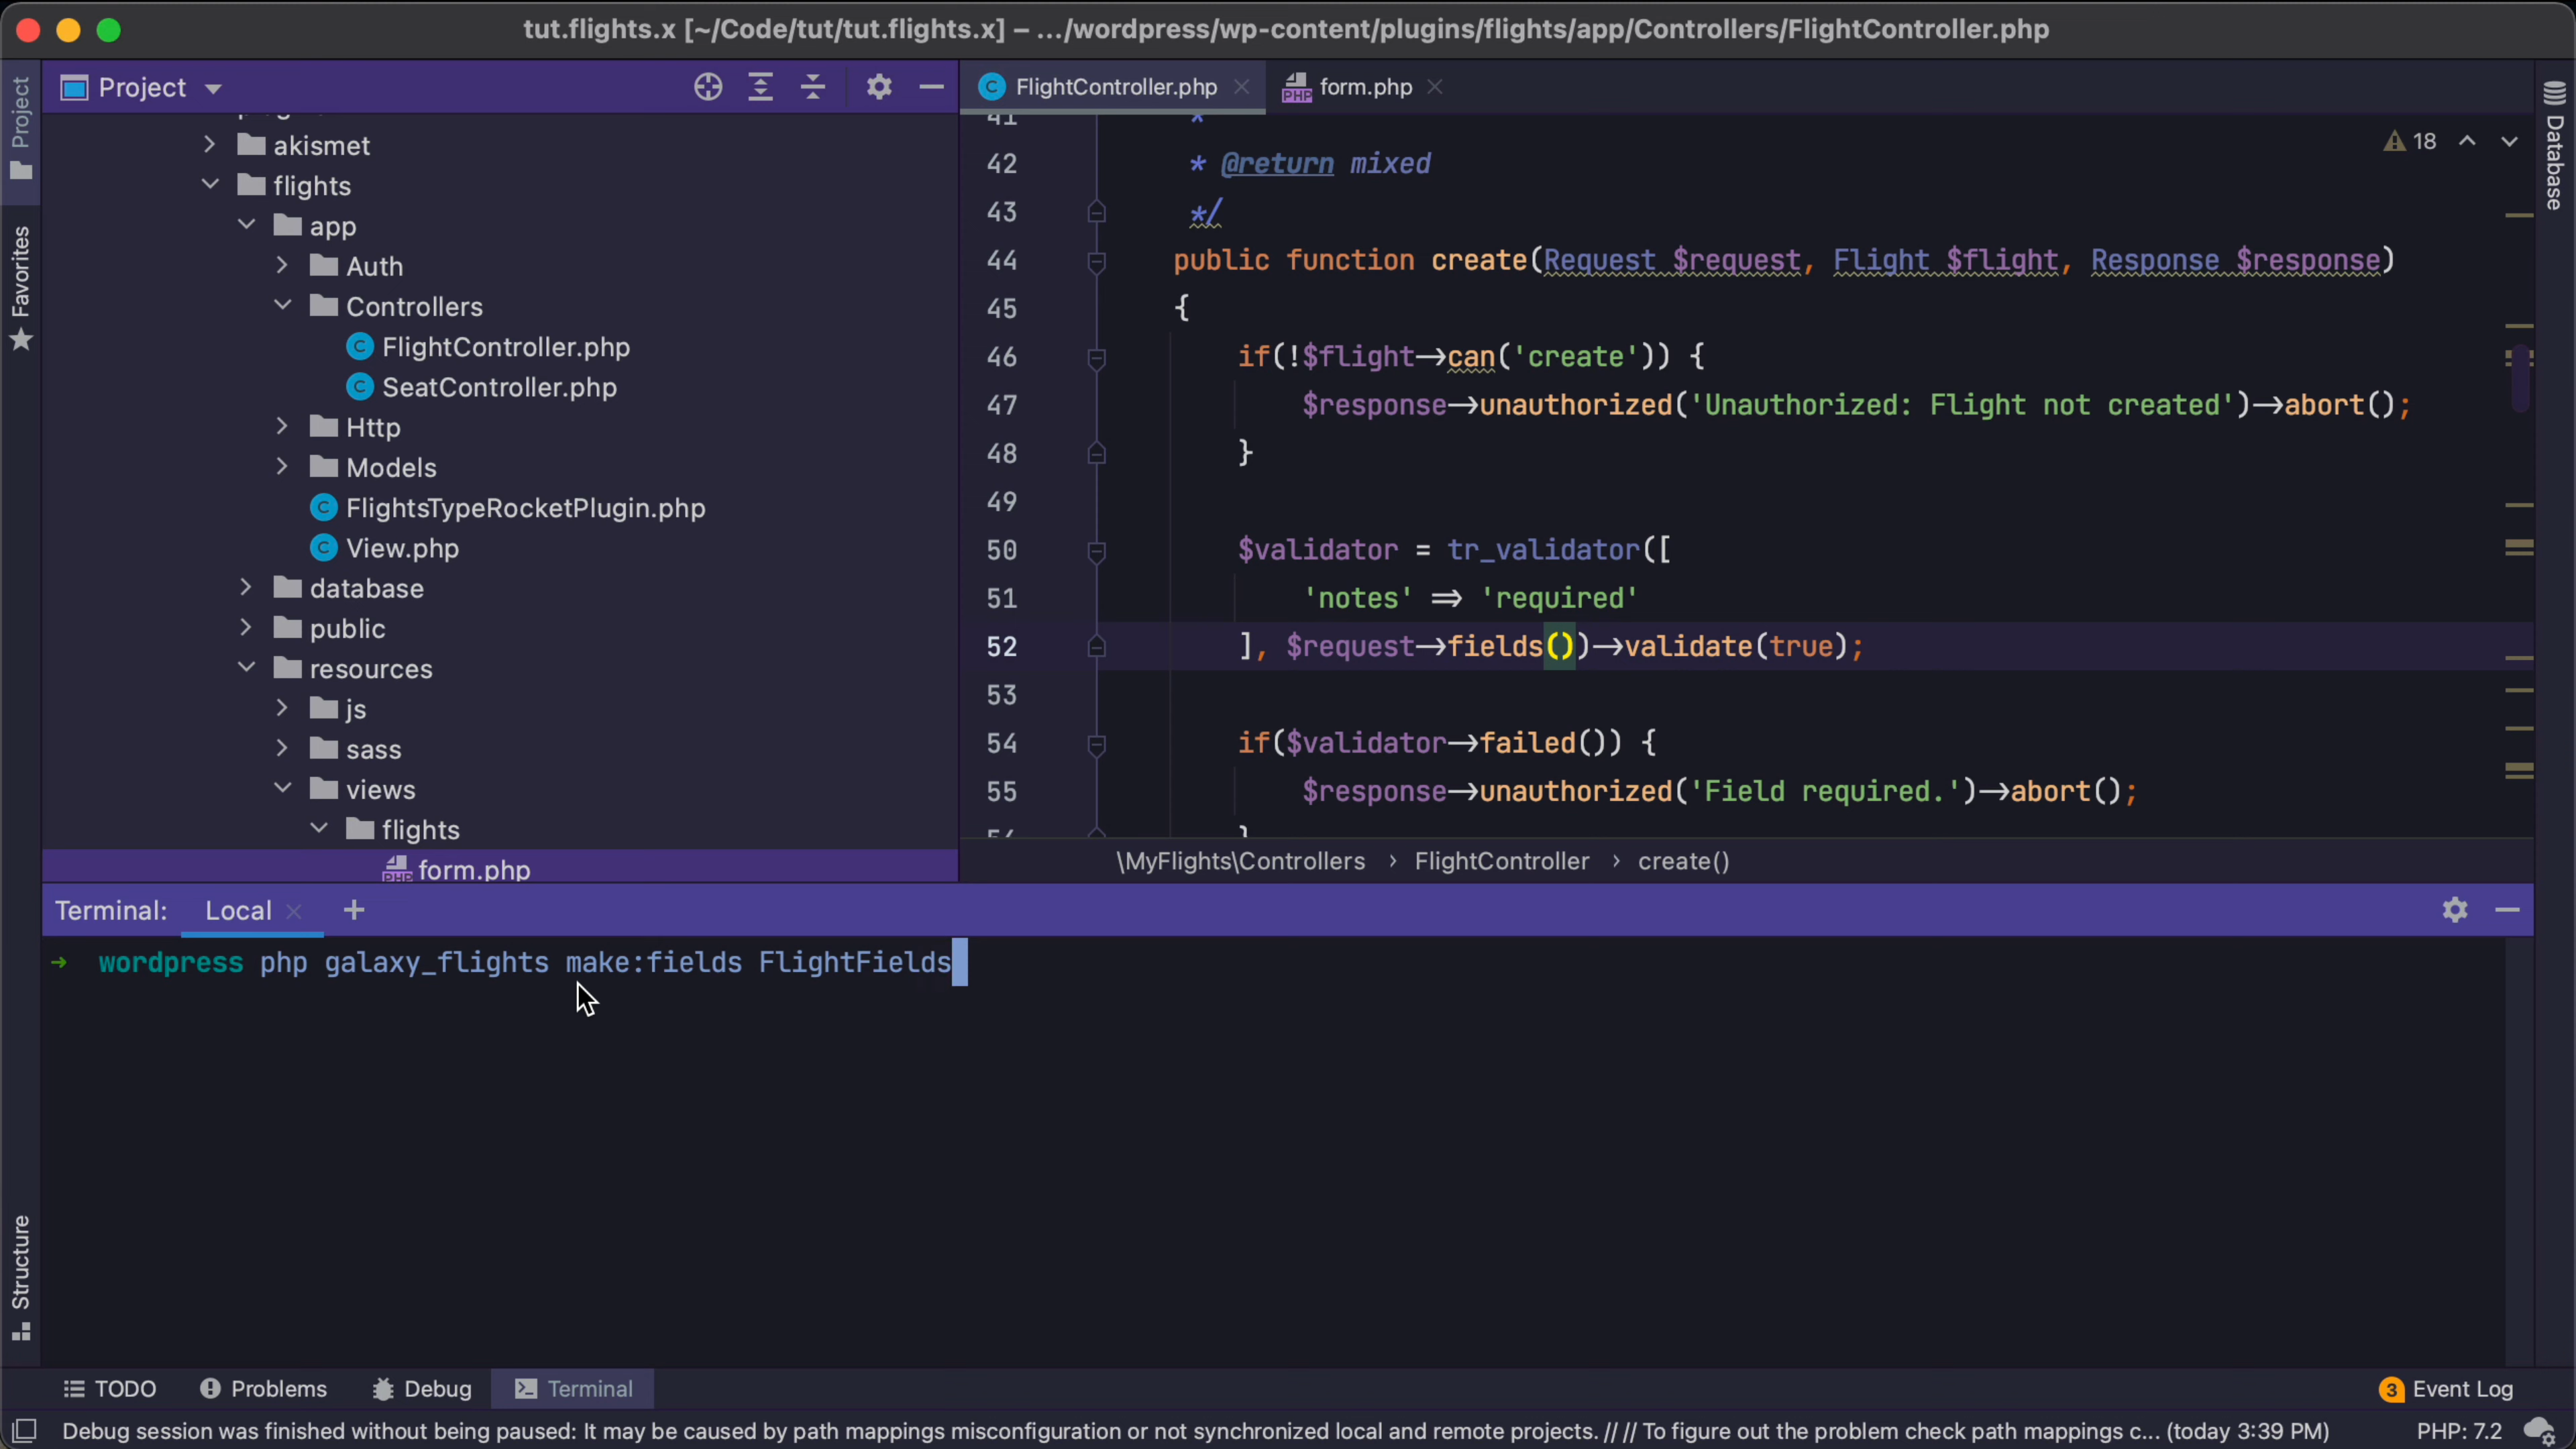 tut.flights.x [~/Code/tut/tut.flights.x] – .../wordpress/wp-content/plugins/flights/app/Controllers/FlightController.php
Project
Project
Favorites
Structure
akismet
flights
app
Auth
Controllers
FlightController.php
SeatController.php
Http
Models
FlightsTypeRocketPlugin.php
View.php
database
public
resources
js
sass
views
flights
form.php
FlightController.php
form.php
18
Database
41 *
42 * @return mixed
43 */
44 public function create(Request $request, Flight $flight, Response $response)
45 {
46 if(!$flight->can('create')) {
47 $response->unauthorized('Unauthorized: Flight not created')->abort();
48 }
49
50 $validator = tr_validator([
51 'notes' => 'required'
52 ], $request->fields())->validate(true);
53
54 if($validator->failed()) {
55 $response->unauthorized('Field required.')->abort();
56 }
\MyFlights\Controllers › FlightController › create()
Terminal: Local +
→ wordpress php galaxy_flights make:fields FlightFields
TODO Problems Debug Terminal 3 Event Log
Debug session was finished without being paused: It may be caused by path mappings misconfiguration or not synchronized local and remote projects. // // To figure out the problem check path mappings c... (today 3:39 PM) PHP: 7.2